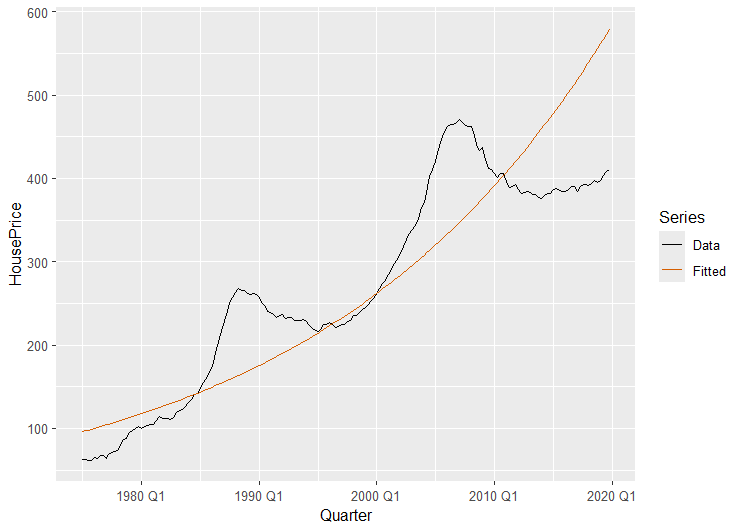 600
500
400
300
200
100
HousePrice
1980 Q1
1990 Q1
2000 Q1
2010 Q1
2020 Q1
Quarter
Series
Data
Fitted